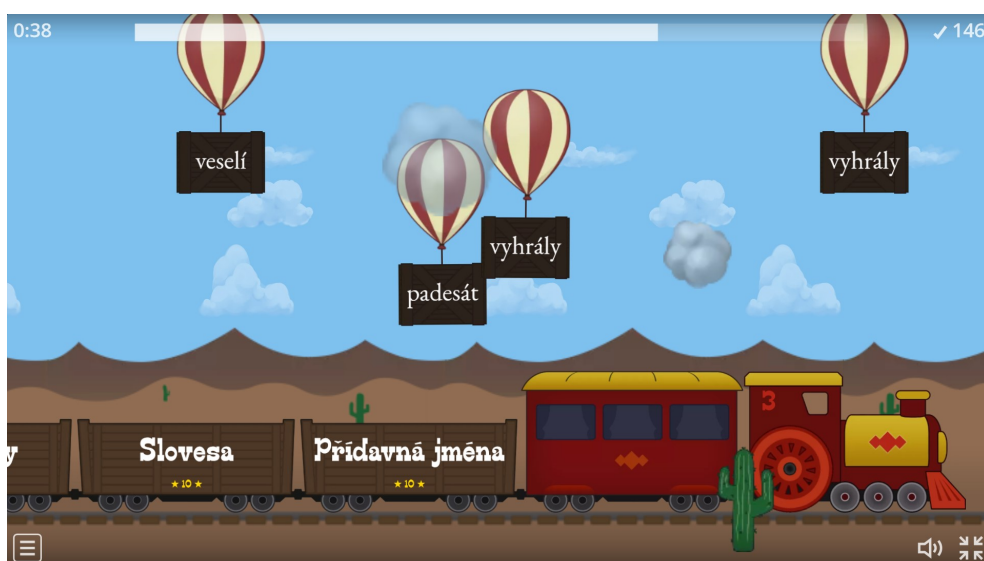 0:38
✓ 146
veselí
vyhrály
vyhrály
padesát
3
y
Slovesa
Přídavná jména
★ 10 ★
★ 10 ★